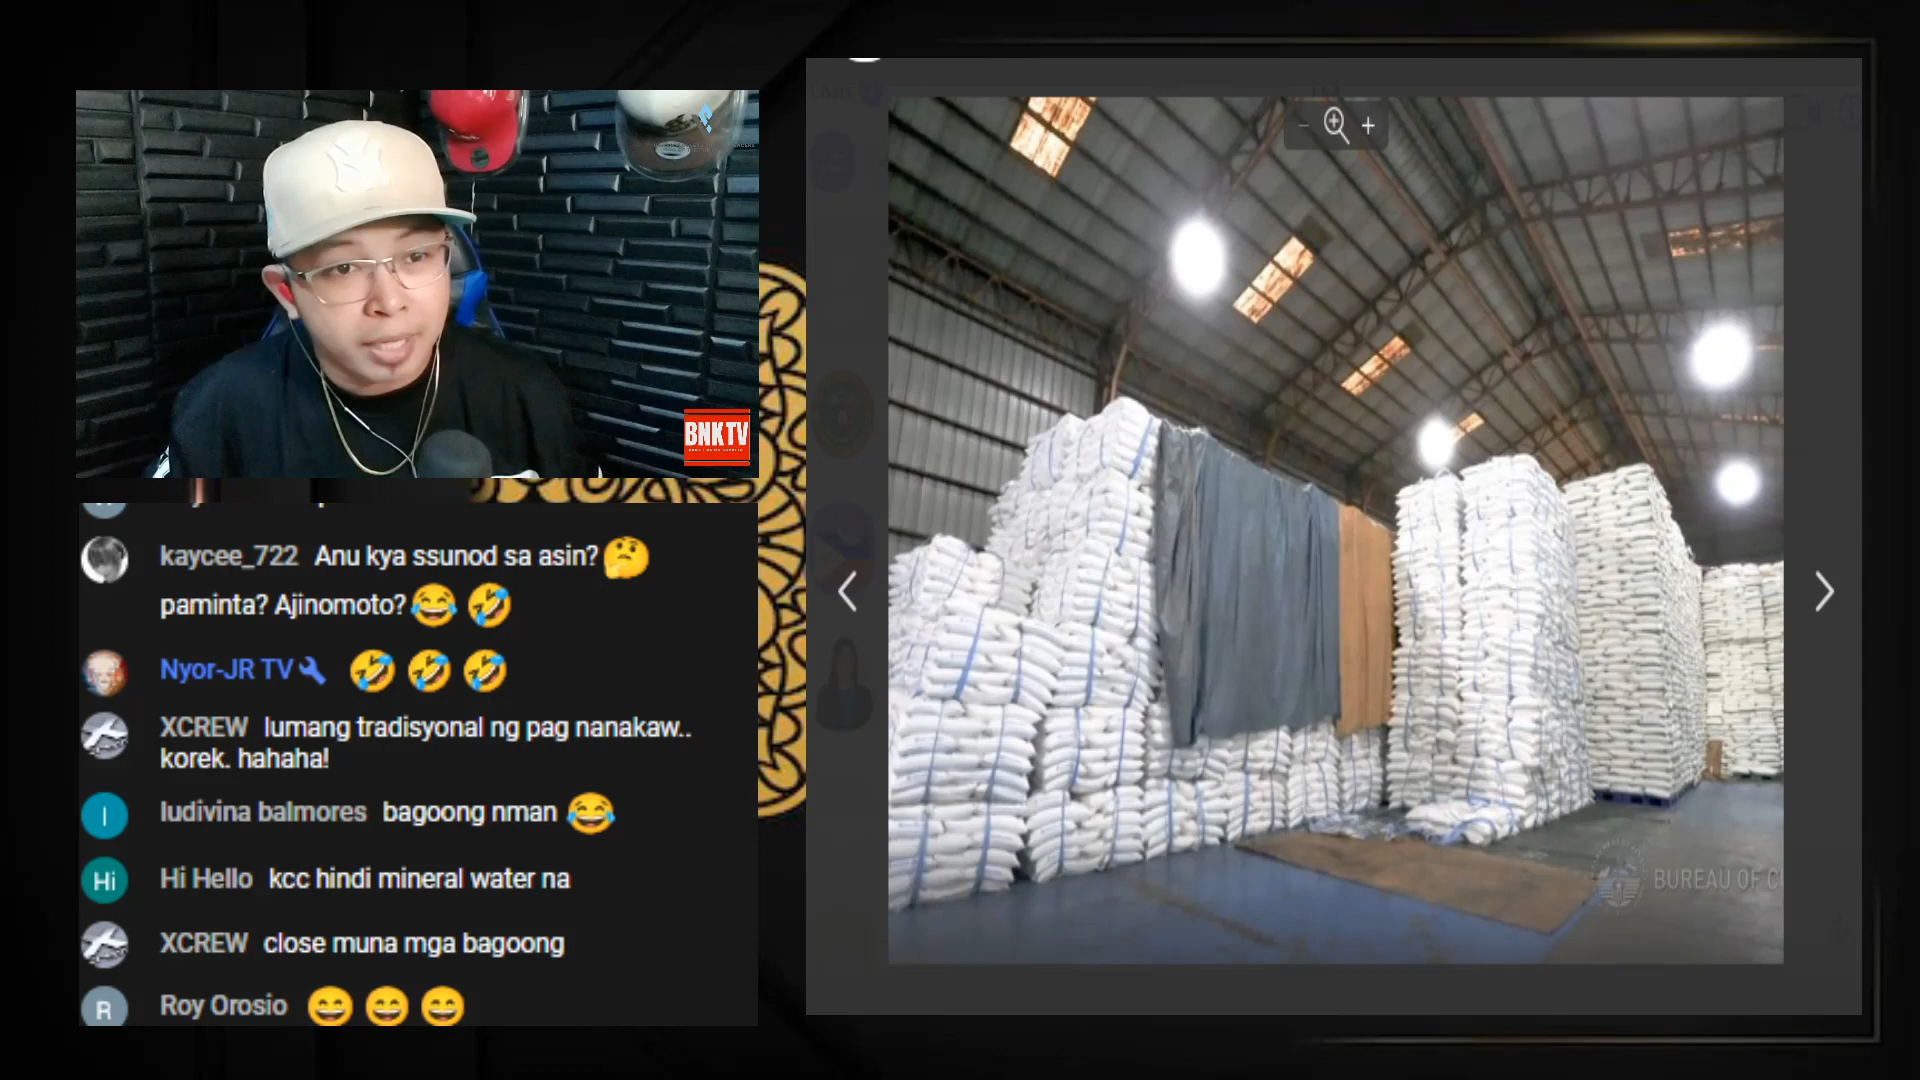 BNKTV
kaycee_722 Anu kya ssunod sa asin?🤔
paminta? Ajinomoto?😂 🤣
Nyor-JR TV🔧 🤣 🤣 🤣
XCREW lumang tradisyonal ng pag nanakaw..
korek. hahaha!
I
ludivina balmores bagoong nman 😂
Hi
Hi Hello kcc hindi mineral water na
XCREW close muna mga bagoong
R
Roy Orosio 😄 😄 😄
− +
BUREAU OF C